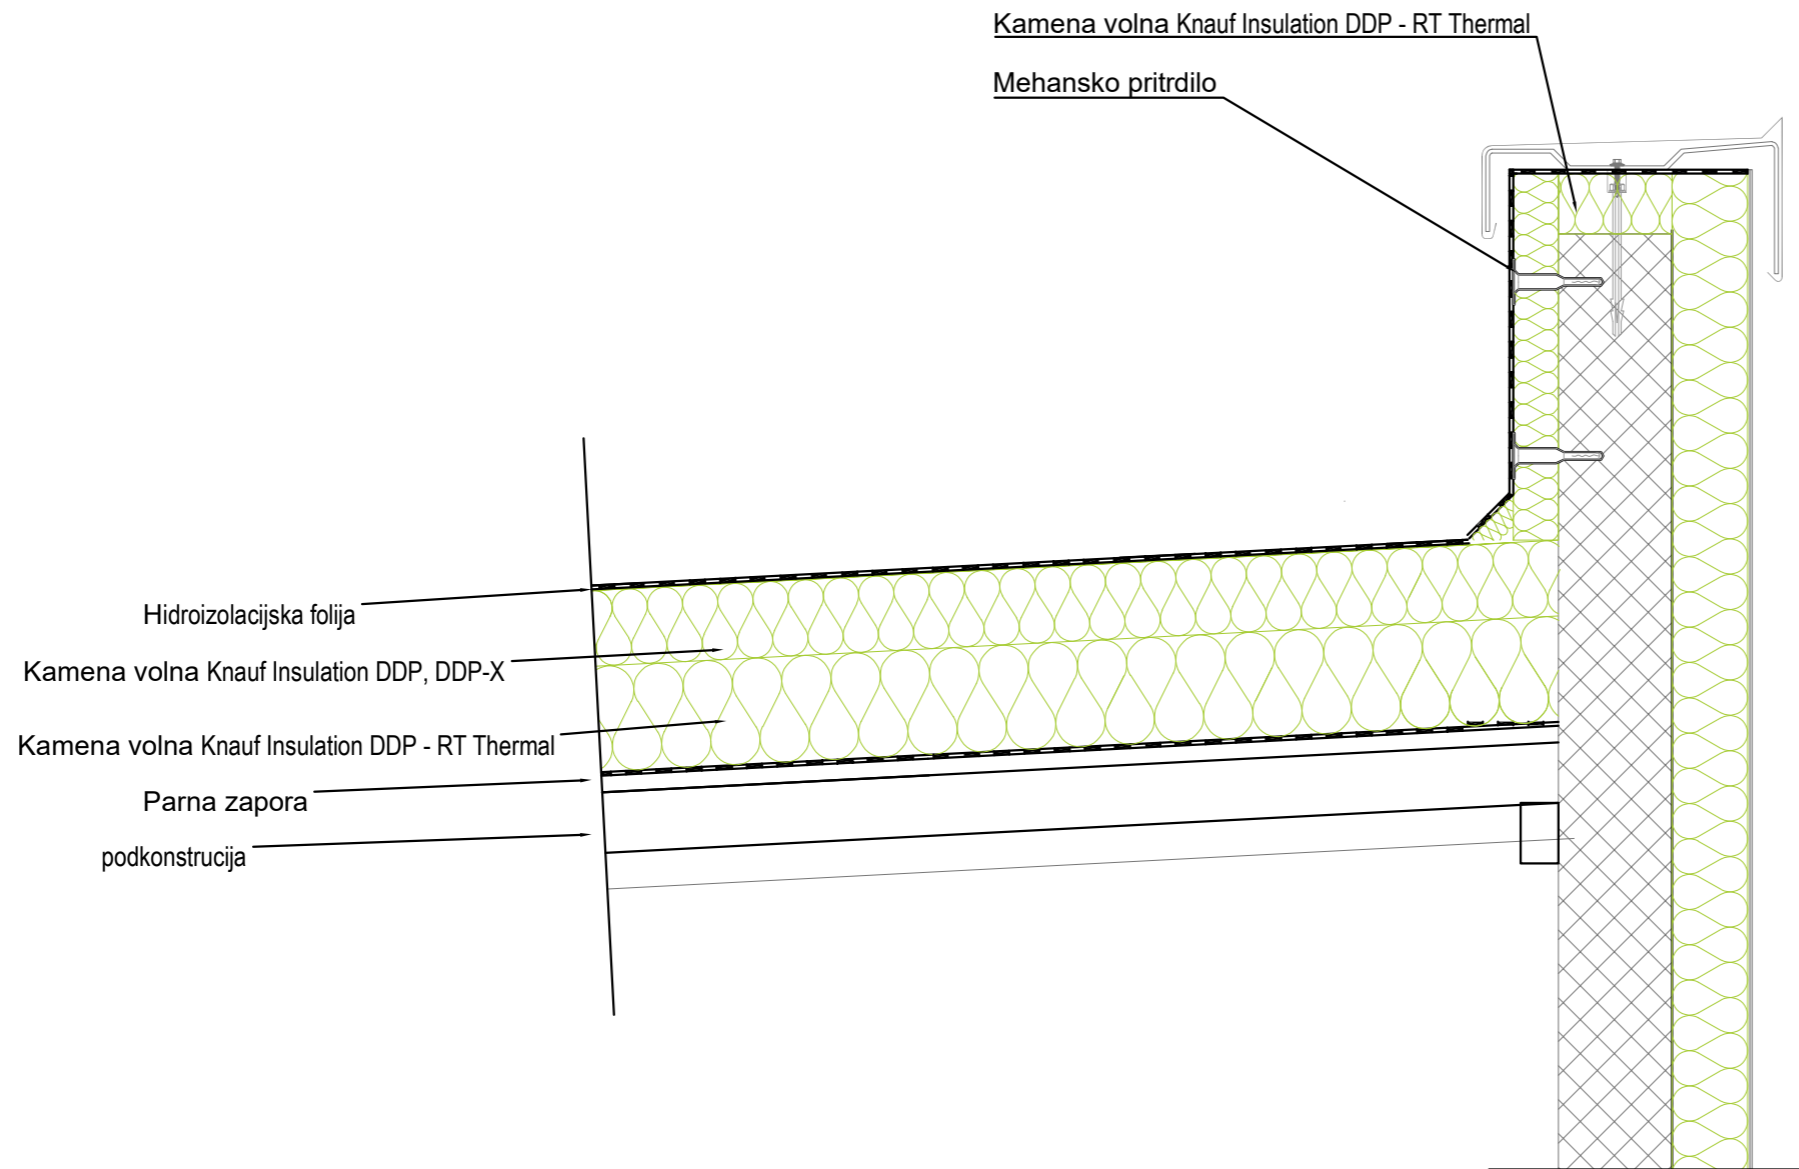 Kamena volna Knauf Insulation DDP - RT Thermal
Mehansko pritrdilo
Hidroizolacijska folija
Kamena volna Knauf Insulation DDP, DDP-X
Kamena volna Knauf Insulation DDP - RT Thermal
Parna zapora
podkonstrucija